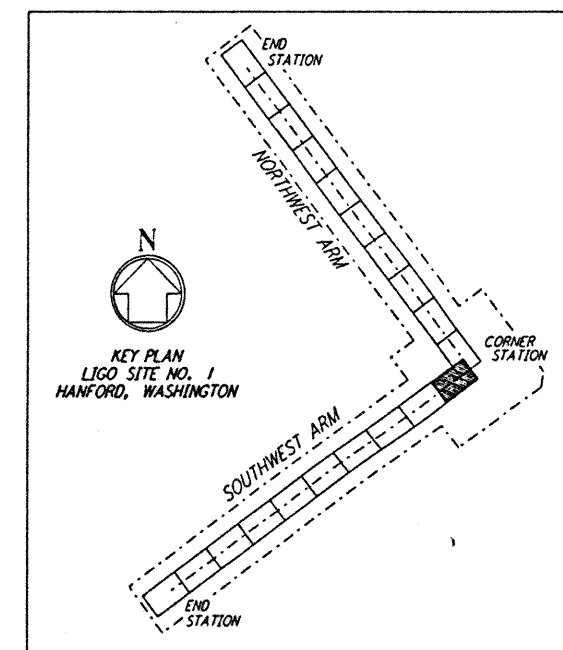 END
STATION
NORTHWEST ARM
N
KEY PLAN
LIGO SITE NO. 1
HANFORD, WASHINGTON
CORNER
STATION
SOUTHWEST ARM
END
STATION